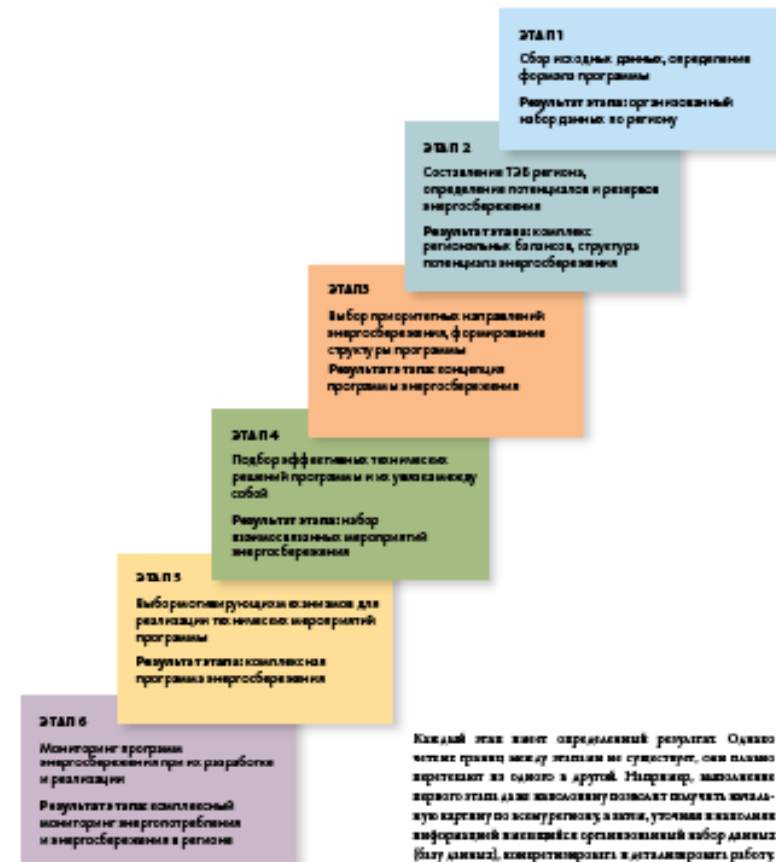 ЭТАП 1
Сбор исходных данных, определение
формата программы
Результат этапа: организованный
набор данных по региону
ЭТАП 2
Составление ТЭБ региона,
определение потенциалов и резервов
энергосбережения
Результат этапа: комплекс
региональных балансов, структура
потенциала энергосбережения
ЭТАП3
Выбор приоритетных направлений
энергосбережения, формирование
структуры программы
Результат этапа: концепция
программы энергосбережения
ЭТАП 4
Подбор эффективных технических
решений программы и их увязка между
собой
Результат этапа: набор
взаимосвязанных мероприятий
энергосбережения
ЭТАП 5
Выбор мотивирующих механизмов для
реализации технических мероприятий
программы
Результат этапа: комплексная
программа энергосбережения
ЭТАП 6
Мониторинг программ
энергосбережения при их разработке
и реализации
Результат этапа: комплексный
мониторинг энергопотребления
и энергосбережения в регионе
Каждый этап имеет определенный результат. Однако
четких границ между этапами не существует, они плавно
перетекают из одного в другой. Например, выполнение
первого этапа даже наполовину позволит получить началь-
ную картину по всему региону, а затем, уточняя и наполняя
информацией имеющийся организованный набор данных
(базу данных), конкретизировать и детализировать работу.